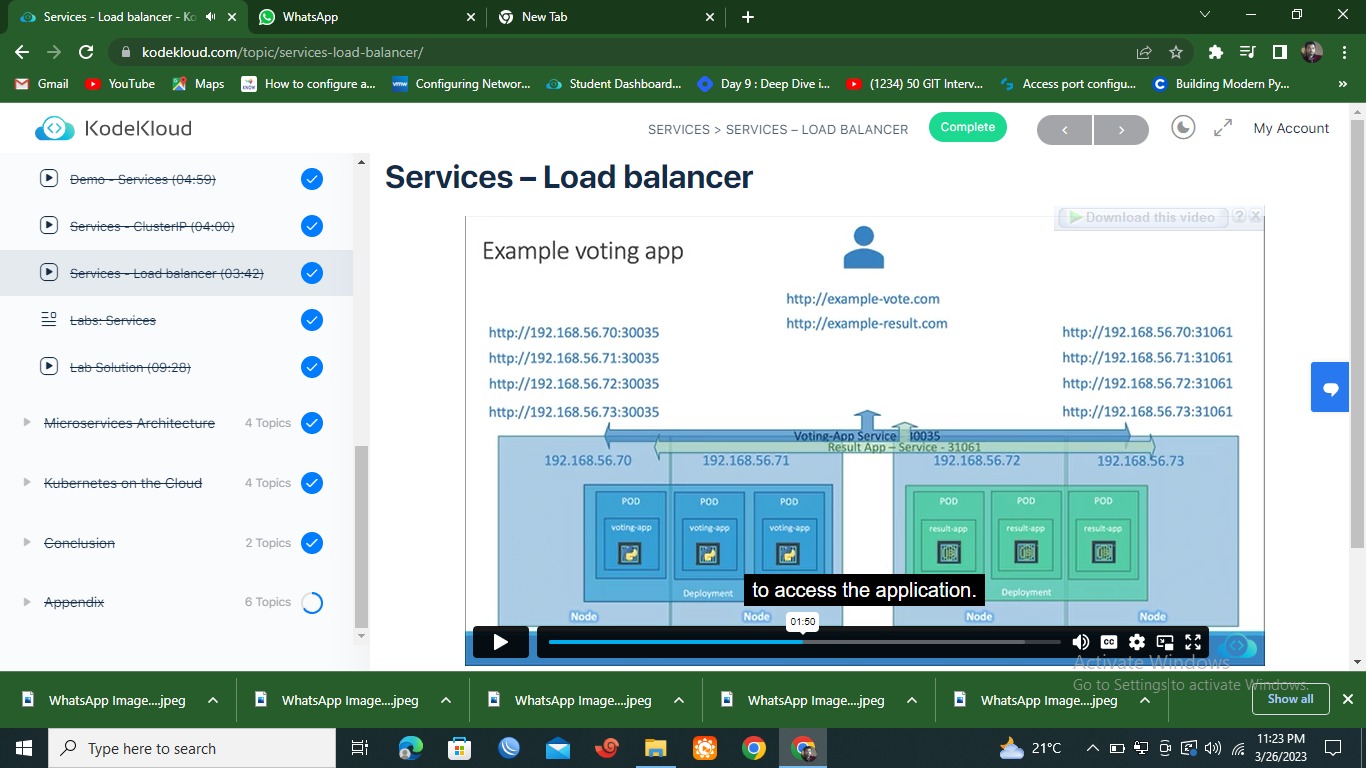 Services - Load balancer - Ko
WhatsApp
New Tab
kodekloud.com/topic/services-load-balancer/
Gmail
YouTube
Maps
How to configure a...
Configuring Networ...
Student Dashboard...
Day 9 : Deep Dive i...
(1234) 50 GIT Interv...
Access port configu...
Building Modern Py...
KodeKloud
SERVICES > SERVICES – LOAD BALANCER
Complete
My Account
Demo - Services (04:59)
Services - ClusterIP (04:00)
Services - Load balancer (03:42)
Labs: Services
Lab Solution (09:28)
Microservices Architecture 4 Topics
Kubernetes on the Cloud 4 Topics
Conclusion 2 Topics
Appendix 6 Topics
Services – Load balancer
Download this video ? X
Example voting app
http://example-vote.com
http://example-result.com
http://192.168.56.70:30035
http://192.168.56.71:30035
http://192.168.56.72:30035
http://192.168.56.73:30035
http://192.168.56.70:31061
http://192.168.56.71:31061
http://192.168.56.72:31061
http://192.168.56.73:31061
Voting-App Service 30035
Result App – Service - 31061
192.168.56.70 192.168.56.71 192.168.56.72 192.168.56.73
POD POD POD POD POD POD
voting-app voting-app voting-app result-app result-app result-app
to access the application.
Deployment Deployment
Node Node Node Node
01:50
CC
Activate Windows
Go to Settings to activate Windows.
WhatsApp Image....jpeg
WhatsApp Image....jpeg
WhatsApp Image....jpeg
WhatsApp Image....jpeg
WhatsApp Image....jpeg
Show all
Type here to search
21°C
11:23 PM
3/26/2023